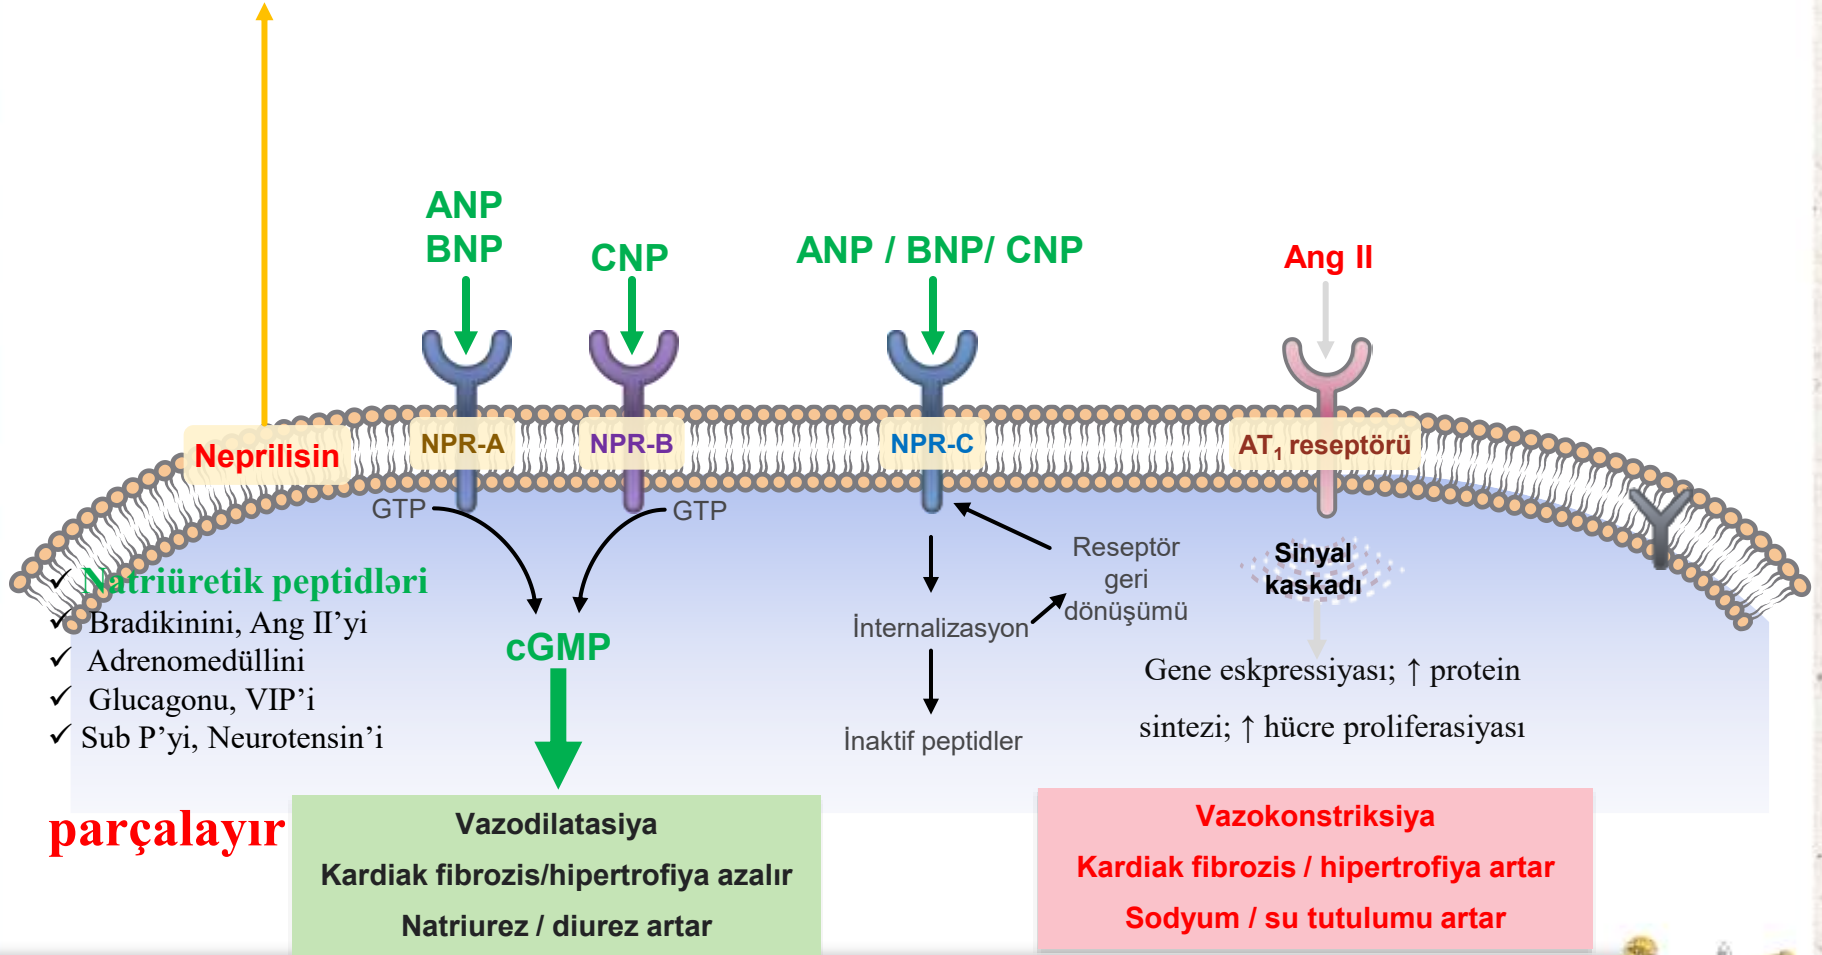 ANP
BNP
CNP
ANP / BNP/ CNP
Ang II
Neprilisin
NPR-A
NPR-B
NPR-C
AT1 reseptörü
GTP
GTP
Reseptör
geri
dönüşümü
Sinyal
kaskadı
✓ Natriüretik peptidləri
✓ Bradikinini, Ang II’yi
✓ Adrenomedüllini
✓ Glucagonu, VIP’i
✓ Sub P’yi, Neurotensin’i
parçalayır
cGMP
İnternalizasyon
İnaktif peptidler
Gene eskpressiyası; ↑ protein
sintezi; ↑ hücre proliferasiyası
Vazodilatasiya
Kardiak fibrozis/hipertrofiya azalır
Natriurez / diurez artar
Vazokonstriksiya
Kardiak fibrozis / hipertrofiya artar
Sodyum / su tutulumu artar